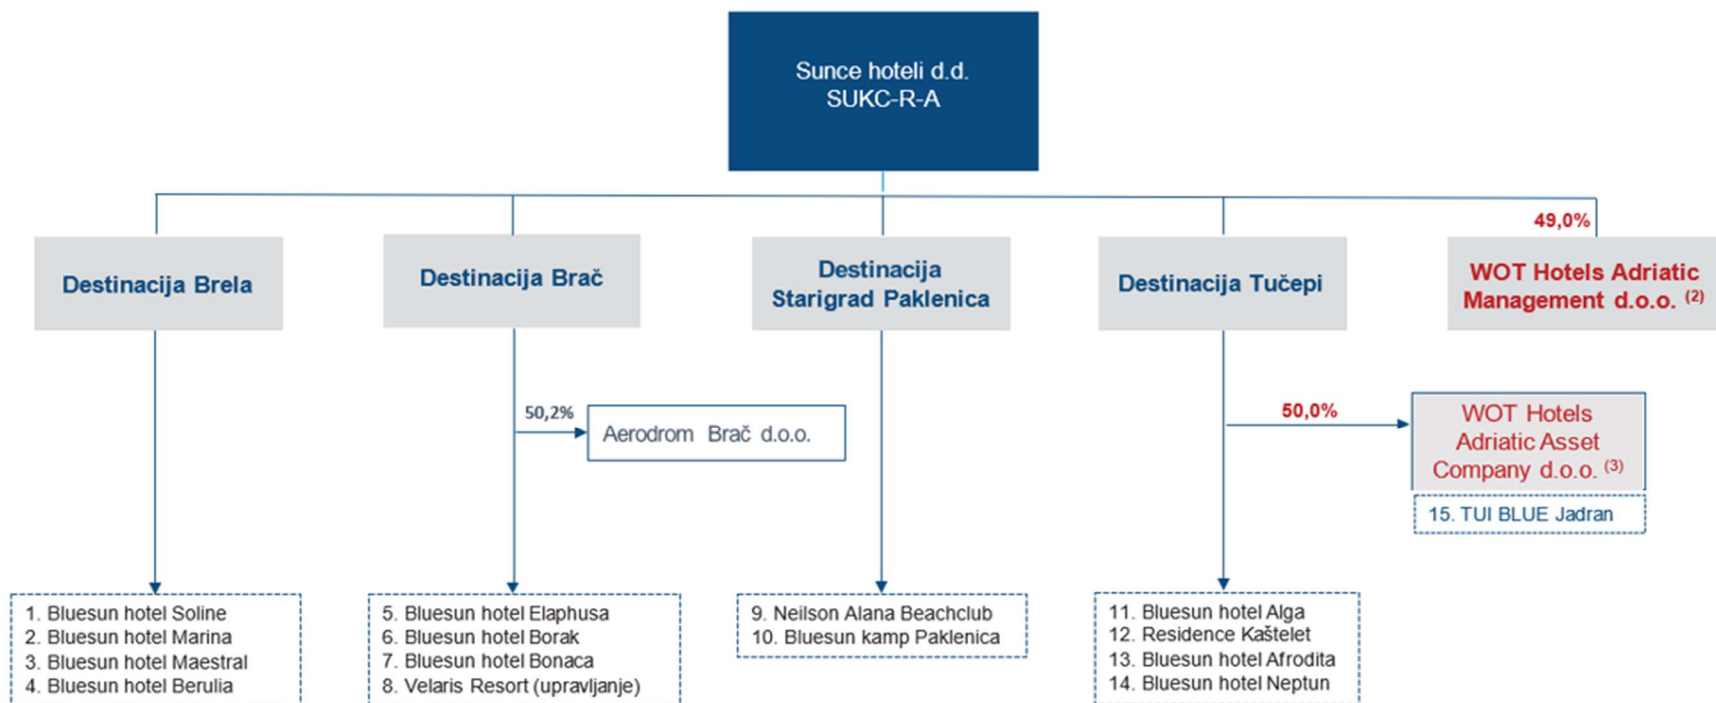 Sunce hoteli d.d.
SUKC-R-A
49,0%
Destinacija Brela
Destinacija Brač
Destinacija
Starigrad Paklenica
Destinacija Tučepi
WOT Hotels Adriatic
Management d.o.o. (2)
50,2%
Aerodrom Brač d.o.o.
50,0%
WOT Hotels
Adriatic Asset
Company d.o.o. (3)
15. TUI BLUE Jadran
1. Bluesun hotel Soline
2. Bluesun hotel Marina
3. Bluesun hotel Maestral
4. Bluesun hotel Berulia
5. Bluesun hotel Elaphusa
6. Bluesun hotel Borak
7. Bluesun hotel Bonaca
8. Velaris Resort (upravljanje)
9. Neilson Alana Beachclub
10. Bluesun kamp Paklenica
11. Bluesun hotel Alga
12. Residence Kaštelet
13. Bluesun hotel Afrodita
14. Bluesun hotel Neptun